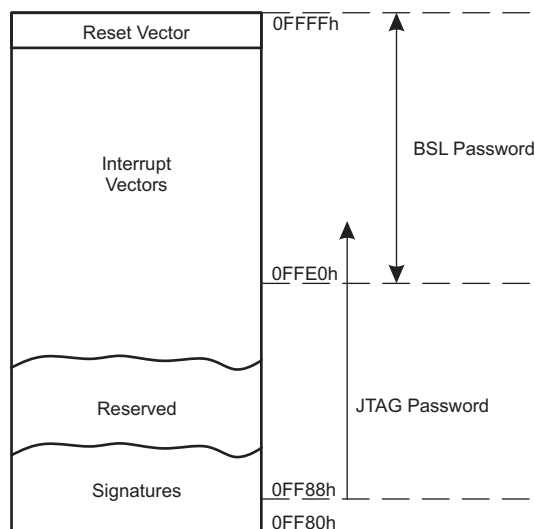 Reset Vector
0FFFFh
Interrupt
Vectors
BSL Password
0FFE0h
Reserved
JTAG Password
Signatures
0FF88h
0FF80h